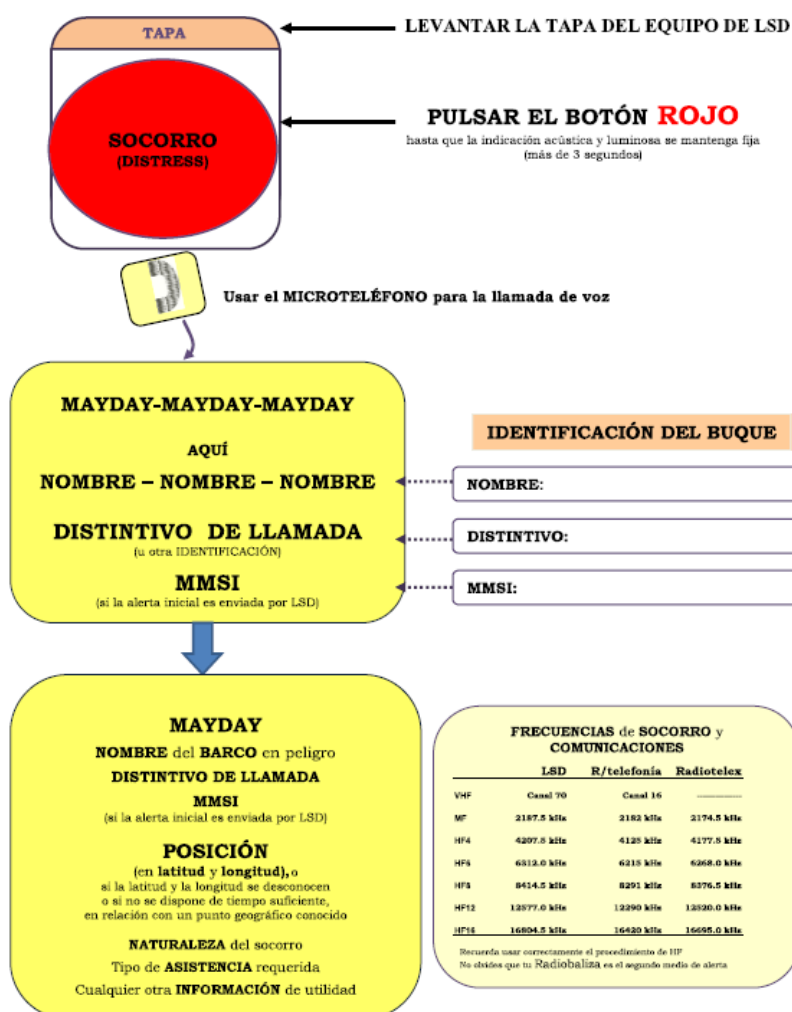 TAPA
LEVANTAR LA TAPA DEL EQUIPO DE LSD
SOCORRO
(DISTRESS)
PULSAR EL BOTÓN ROJO
hasta que la indicación acústica y luminosa se mantenga fija
(más de 3 segundos)
Usar el MICROTELÉFONO para la llamada de voz
MAYDAY-MAYDAY-MAYDAY
AQUÍ
NOMBRE – NOMBRE – NOMBRE
DISTINTIVO DE LLAMADA
(u otra IDENTIFICACIÓN)
MMSI
(si la alerta inicial es enviada por LSD)
IDENTIFICACIÓN DEL BUQUE
NOMBRE:
DISTINTIVO:
MMSI:
MAYDAY
NOMBRE del BARCO en peligro
DISTINTIVO DE LLAMADA
MMSI
(si la alerta inicial es enviada por LSD)
POSICIÓN
(en latitud y longitud), o
si la latitud y la longitud se desconocen
o si no se dispone de tiempo suficiente,
en relación con un punto geográfico conocido
NATURALEZA del socorro
Tipo de ASISTENCIA requerida
Cualquier otra INFORMACIÓN de utilidad
FRECUENCIAS de SOCORRO y
COMUNICACIONES
LSD R/telefonía Radiotelex
VHF Canal 70 Canal 16 --------------
MF 2187.5 kHz 2182 kHz 2174.5 kHz
HF4 4207.5 kHz 4125 kHz 4177.5 kHz
HF6 6312.0 kHz 6215 kHz 6268.0 kHz
HF8 8414.5 kHz 8291 kHz 8376.5 kHz
HF12 12577.0 kHz 12290 kHz 12520.0 kHz
HF16 16804.5 kHz 16420 kHz 16695.0 kHz
Recuerda usar correctamente el procedimiento de HF
No olvides que tu Radiobaliza es el segundo medio de alerta